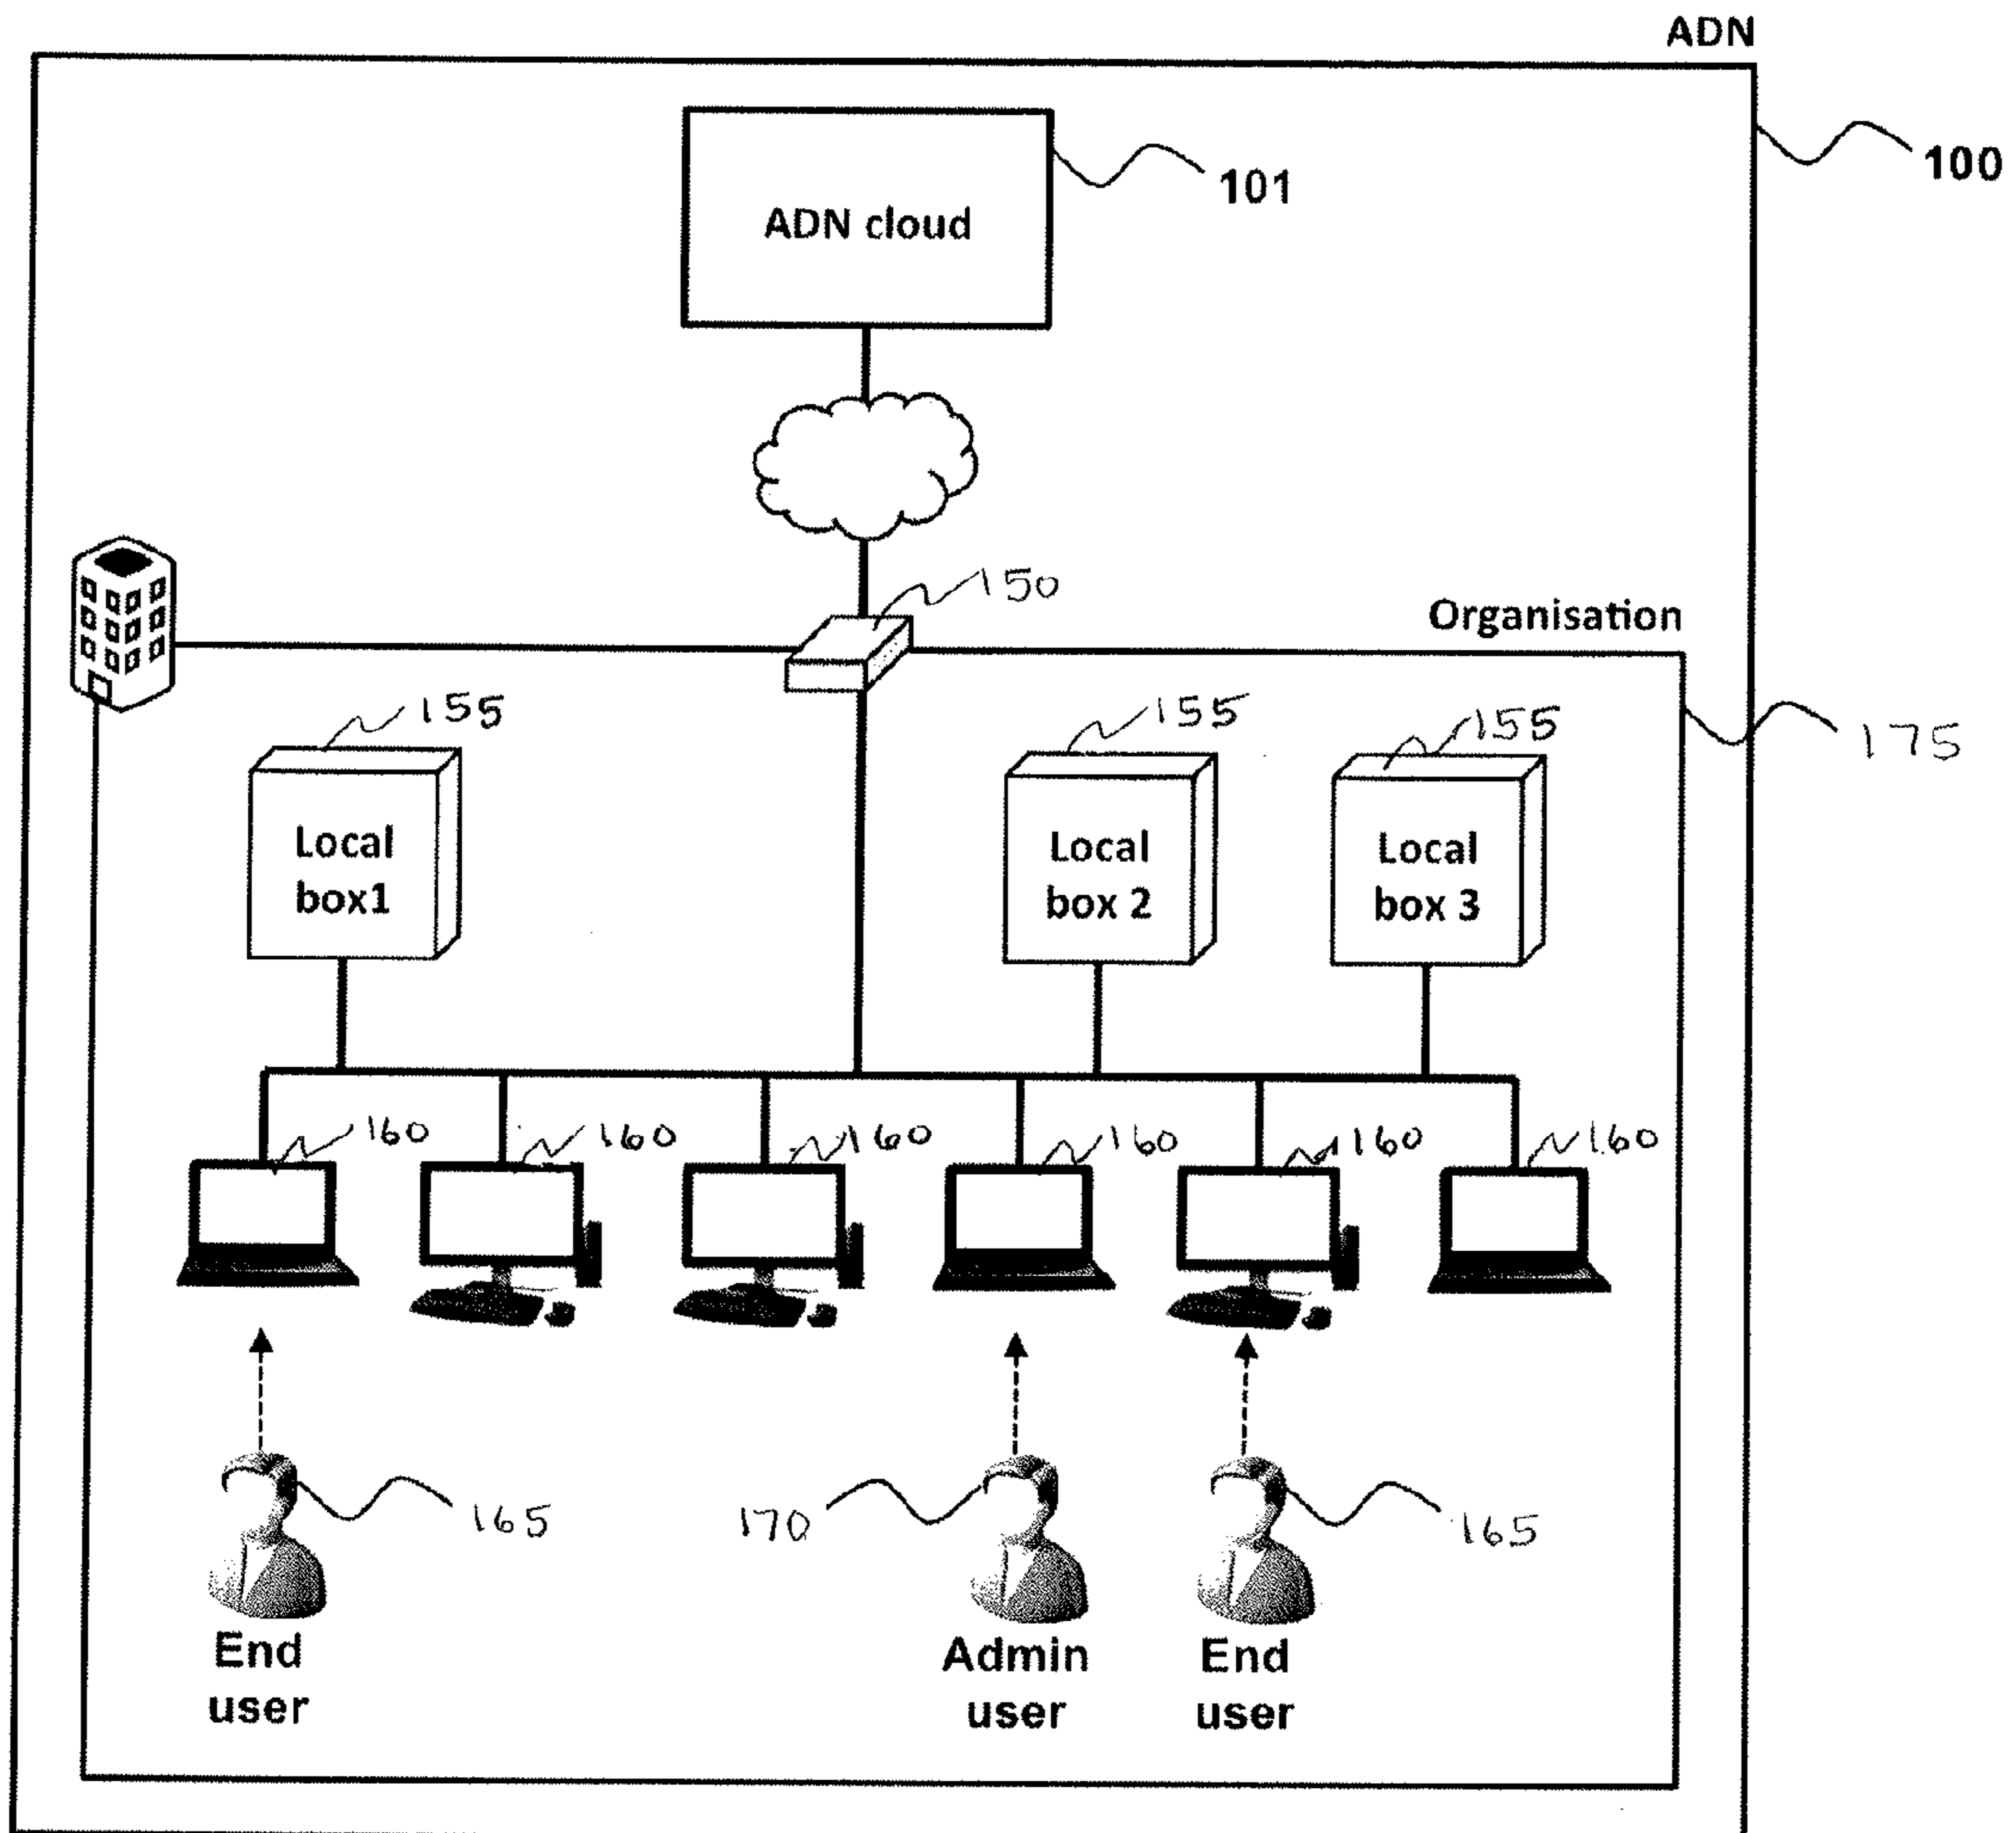 ADN
100
101
ADN cloud
150
Organisation
175
155
155
155
Local
box1
Local
box 2
Local
box 3
160
160
160
160
160
160
165
170
165
End
user
Admin
user
End
user